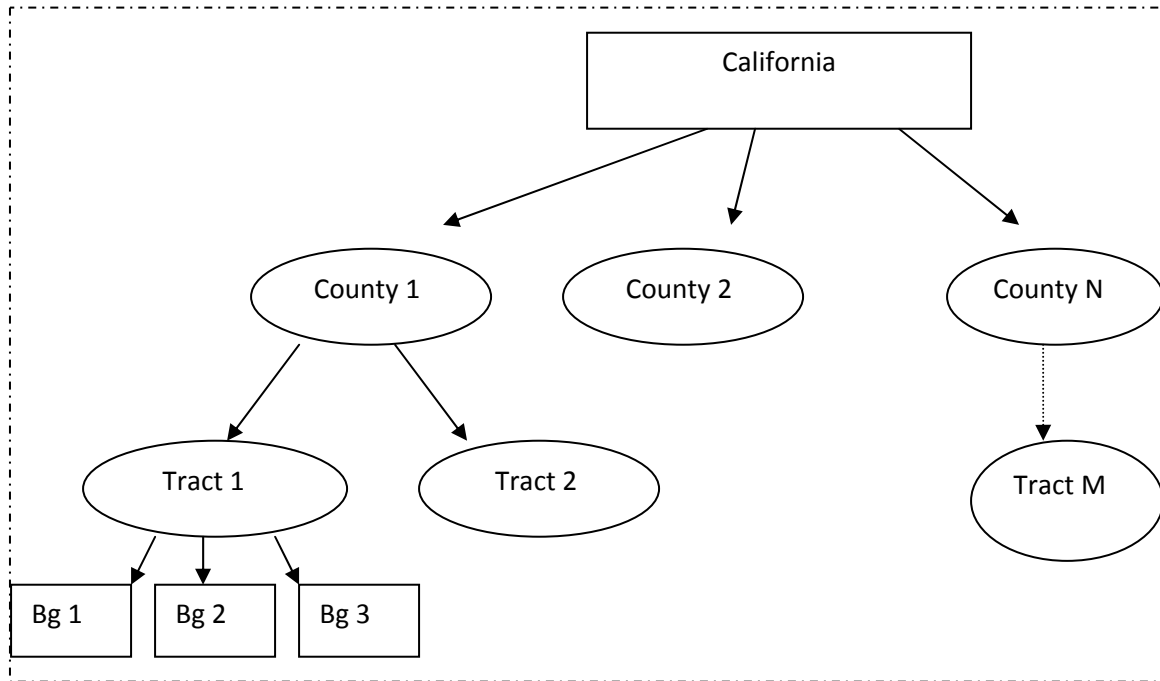 California
County 1
County 2
County N
Tract 1
Tract 2
Tract M
Bg 1
Bg 2
Bg 3